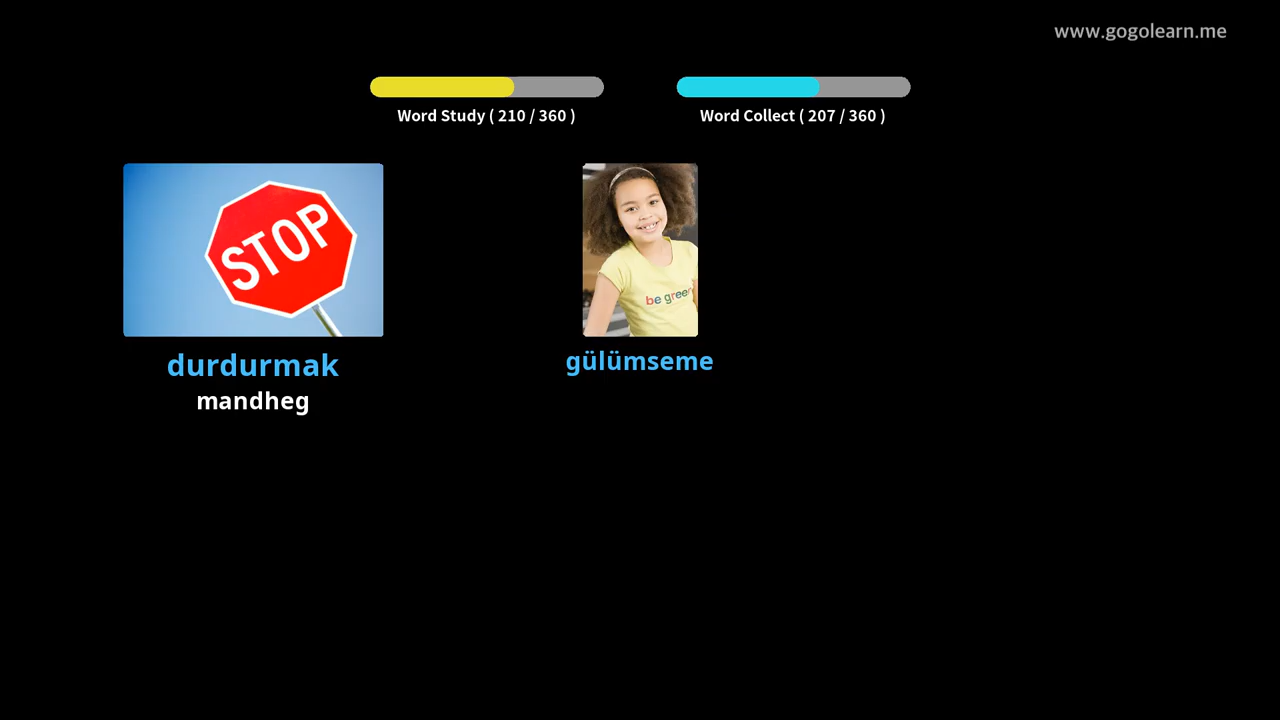 www.gogolearn.me
Word Study ( 210 / 360 )
Word Collect ( 207 / 360 )
STOP
be green
durdurmak
gülümseme
mandheg